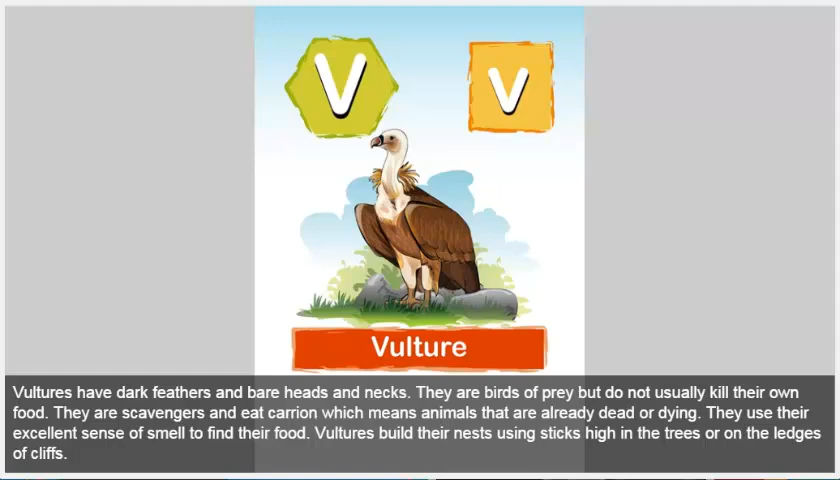 V
v
Vulture
Vultures have dark feathers and bare heads and necks. They are birds of prey but do not usually kill their own
food. They are scavengers and eat carrion which means animals that are already dead or dying. They use their
excellent sense of smell to find their food. Vultures build their nests using sticks high in the trees or on the ledges
of cliffs.